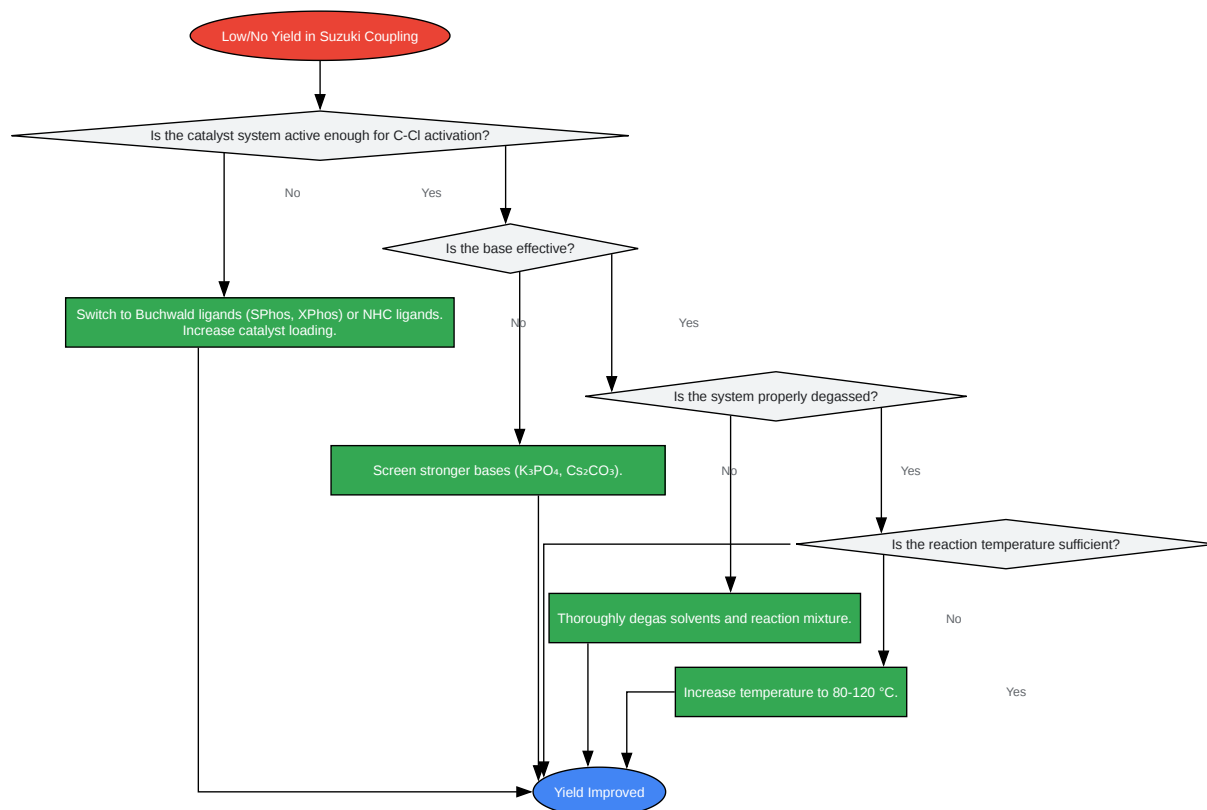 Low/No Yield in Suzuki Coupling
Is the catalyst system active enough for C-Cl activation?
No
Yes
Is the base effective?
Switch to Buchwald ligands (SPhos, XPhos) or NHC ligands.
Increase catalyst loading.
No
Yes
Is the system properly degassed?
Screen stronger bases (K₃PO₄, Cs₂CO₃).
No
Yes
Is the reaction temperature sufficient?
Thoroughly degas solvents and reaction mixture.
No
Increase temperature to 80-120 °C.
Yes
Yield Improved